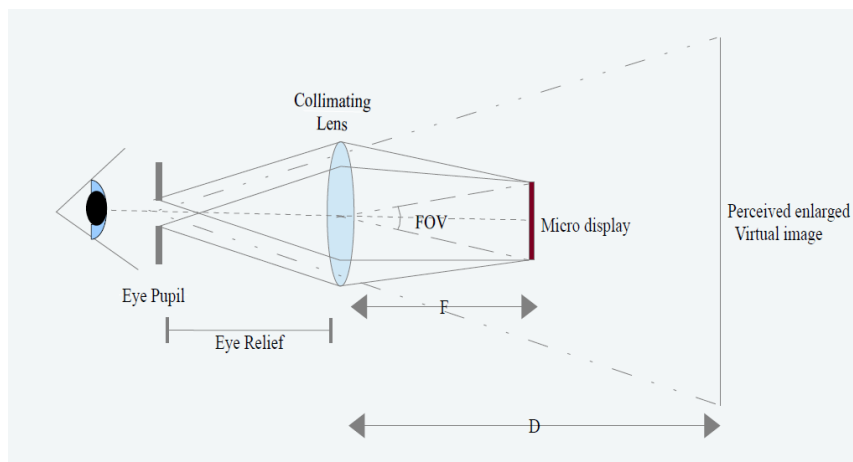 Collimating
Lens
FOV
Micro display
Perceived enlarged
Virtual image
Eye Pupil
F
Eye Relief
D